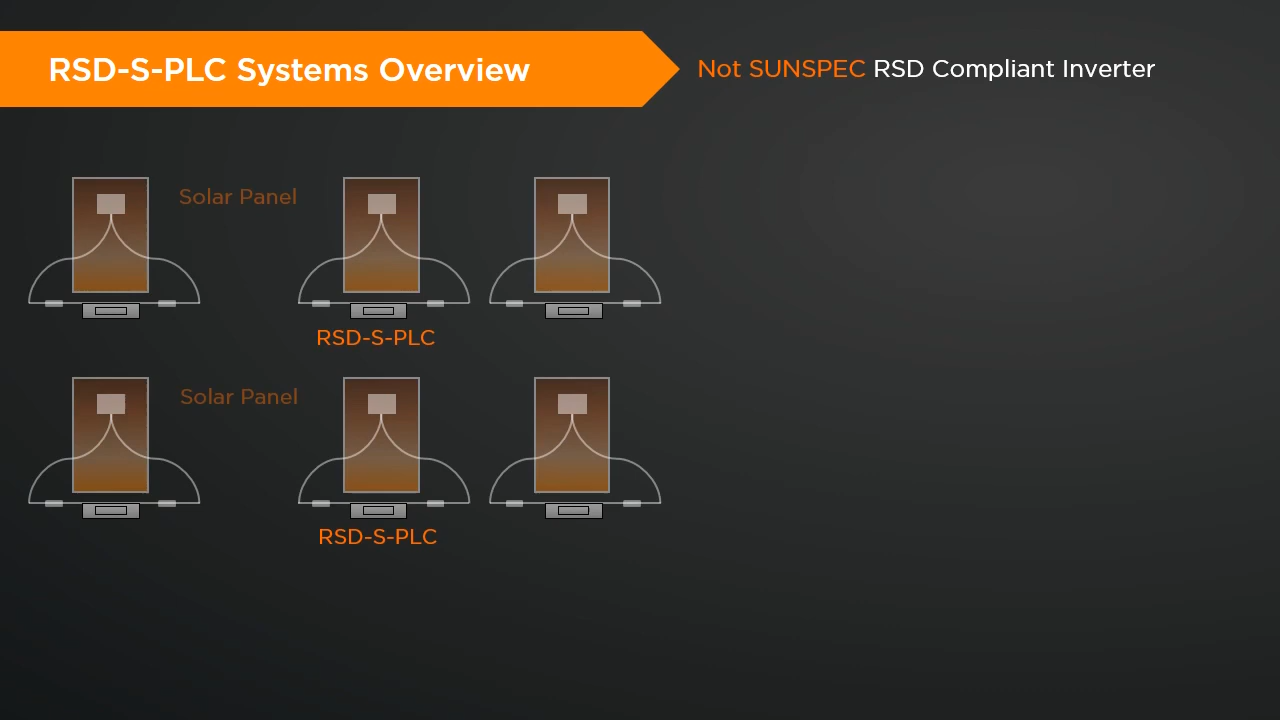 RSD-S-PLC Systems Overview
Not SUNSPEC RSD Compliant Inverter
Solar Panel
RSD-S-PLC
Solar Panel
RSD-S-PLC